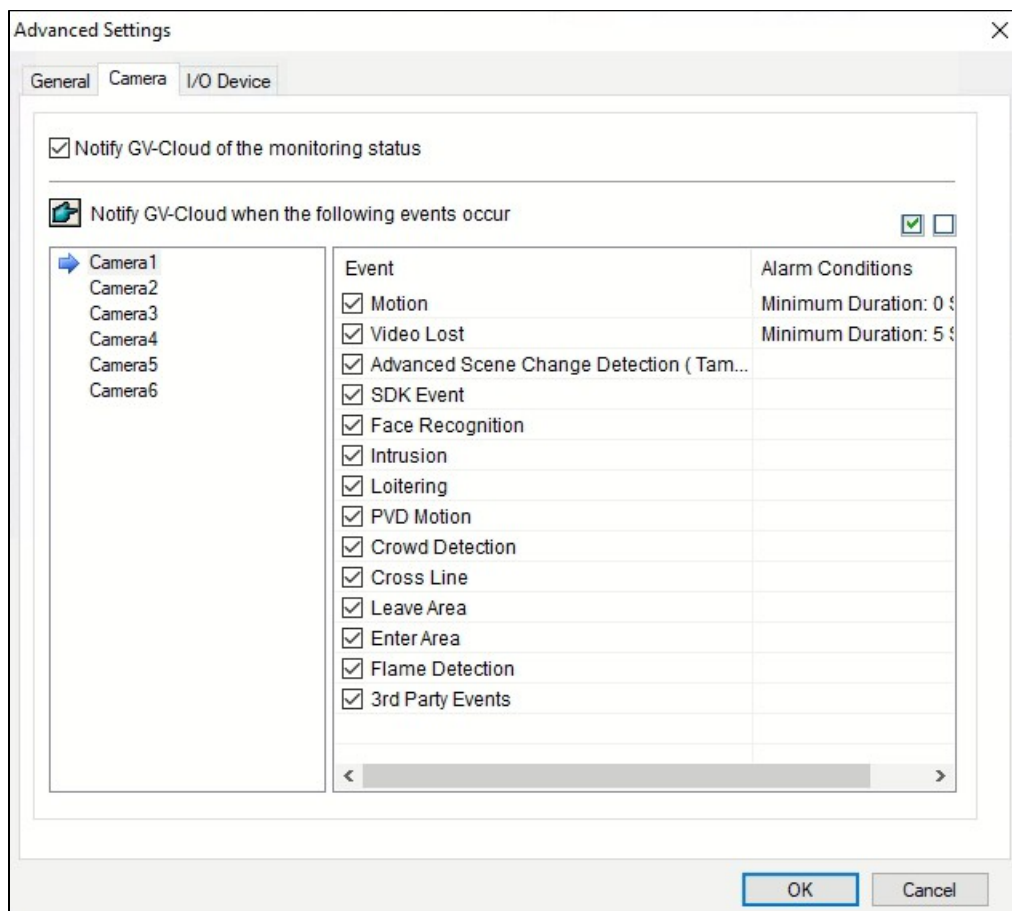 Advanced Settings
General Camera I/O Device
Notify GV-Cloud of the monitoring status
Notify GV-Cloud when the following events occur
Camera1
Camera2
Camera3
Camera4
Camera5
Camera6
Event Alarm Conditions
Motion Minimum Duration: 0
Video Lost Minimum Duration: 5
Advanced Scene Change Detection ( Tam...
SDK Event
Face Recognition
Intrusion
Loitering
PVD Motion
Crowd Detection
Cross Line
Leave Area
Enter Area
Flame Detection
3rd Party Events
OK Cancel